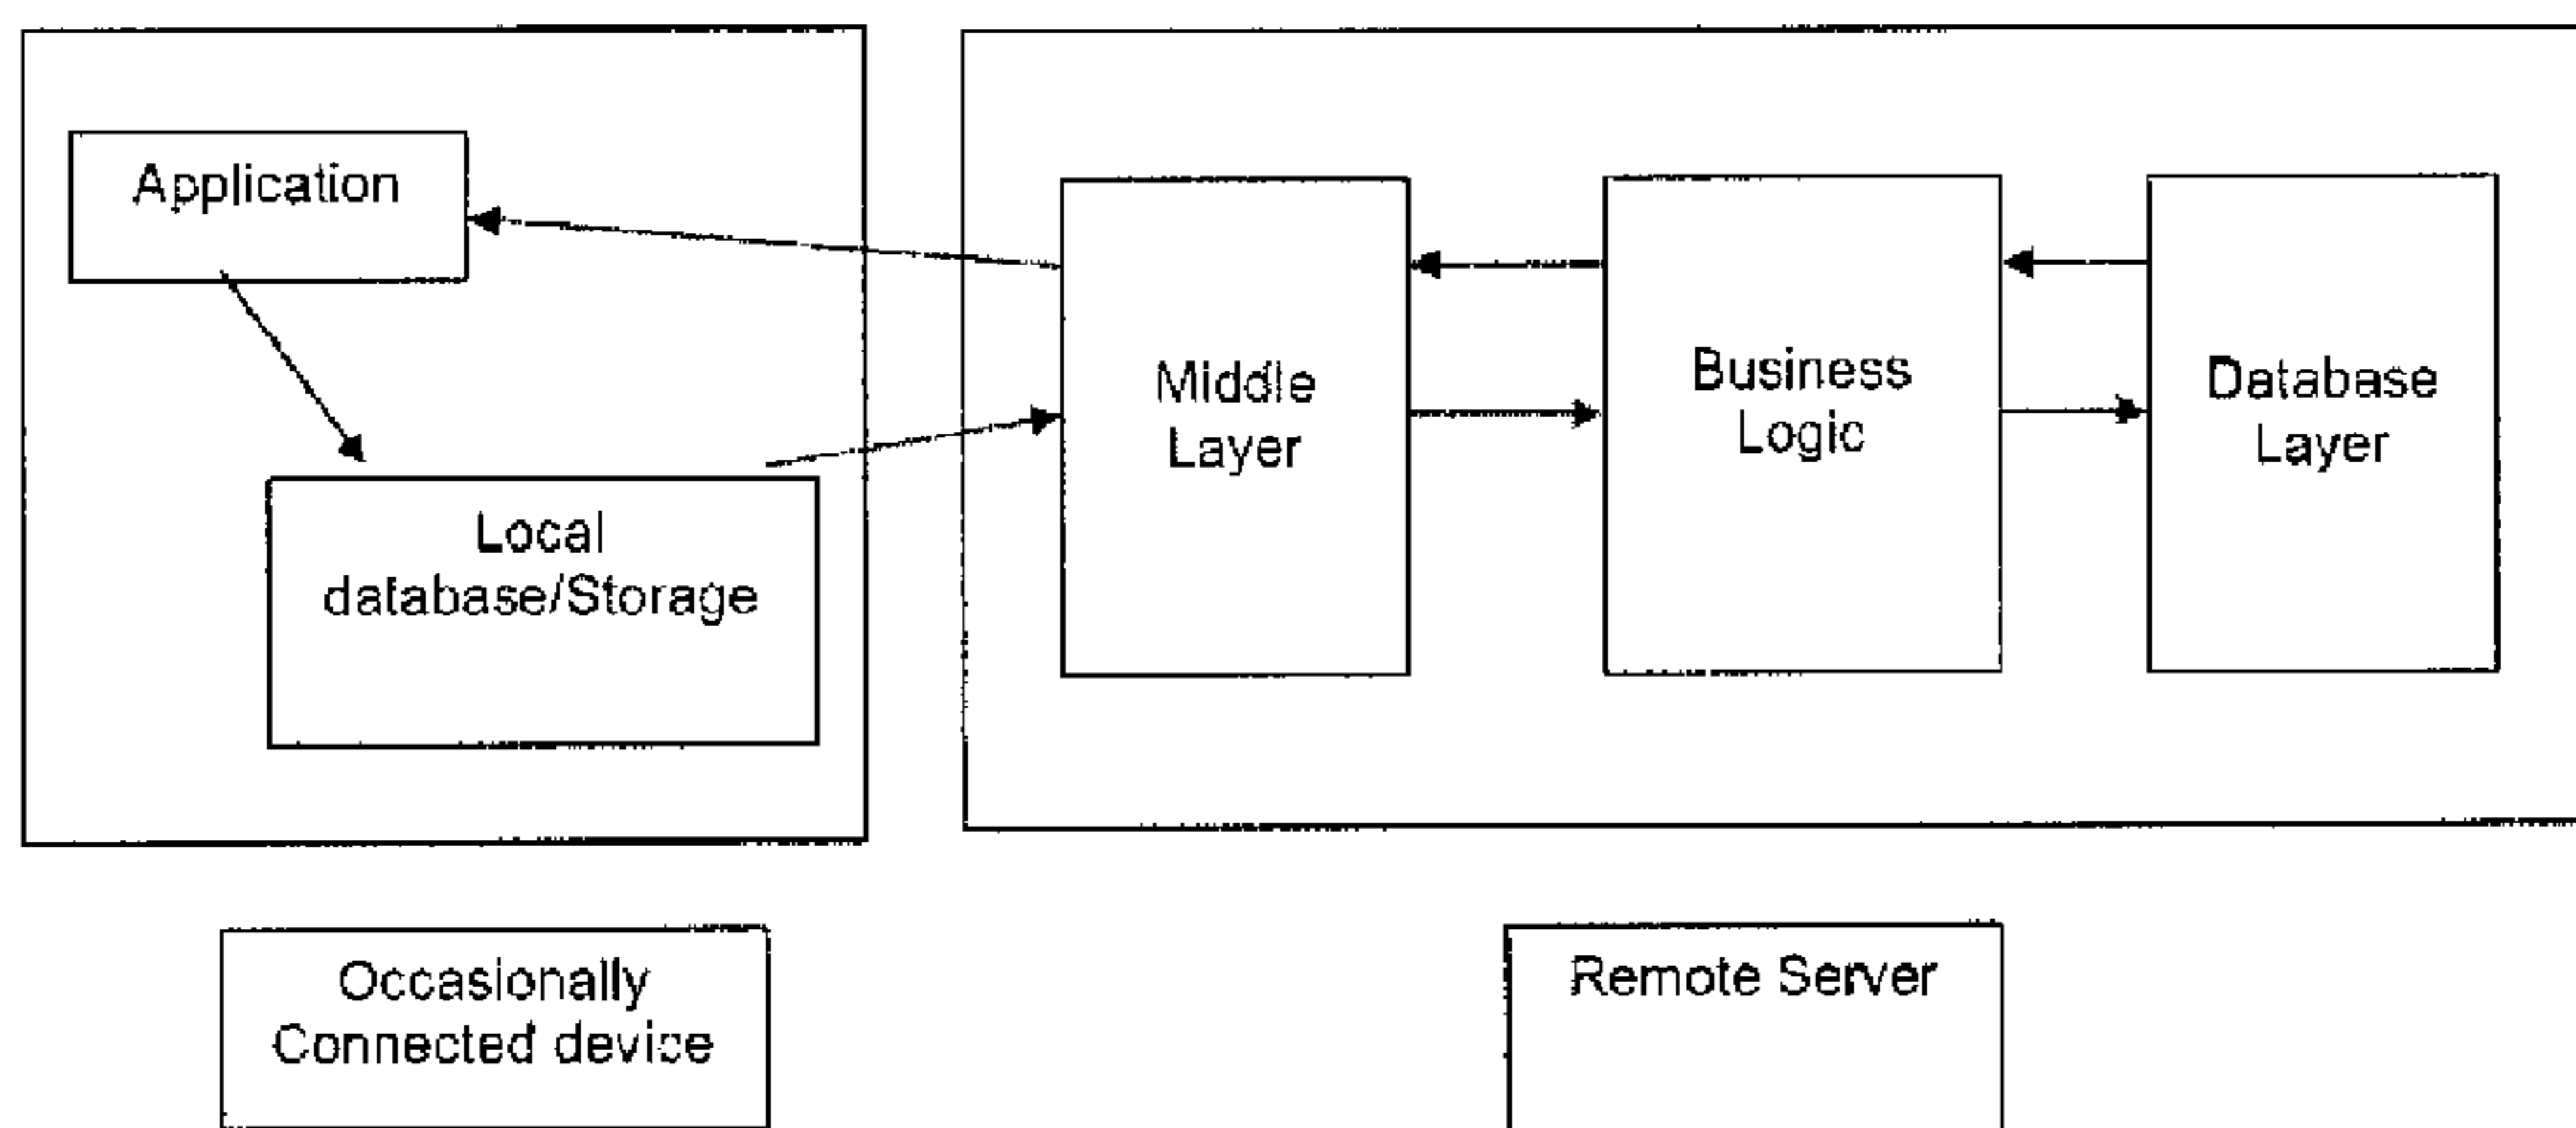 Application
Local
database/Storage
Middle
Layer
Business
Logic
Database
Layer
Occasionally
Connected device
Remote Server